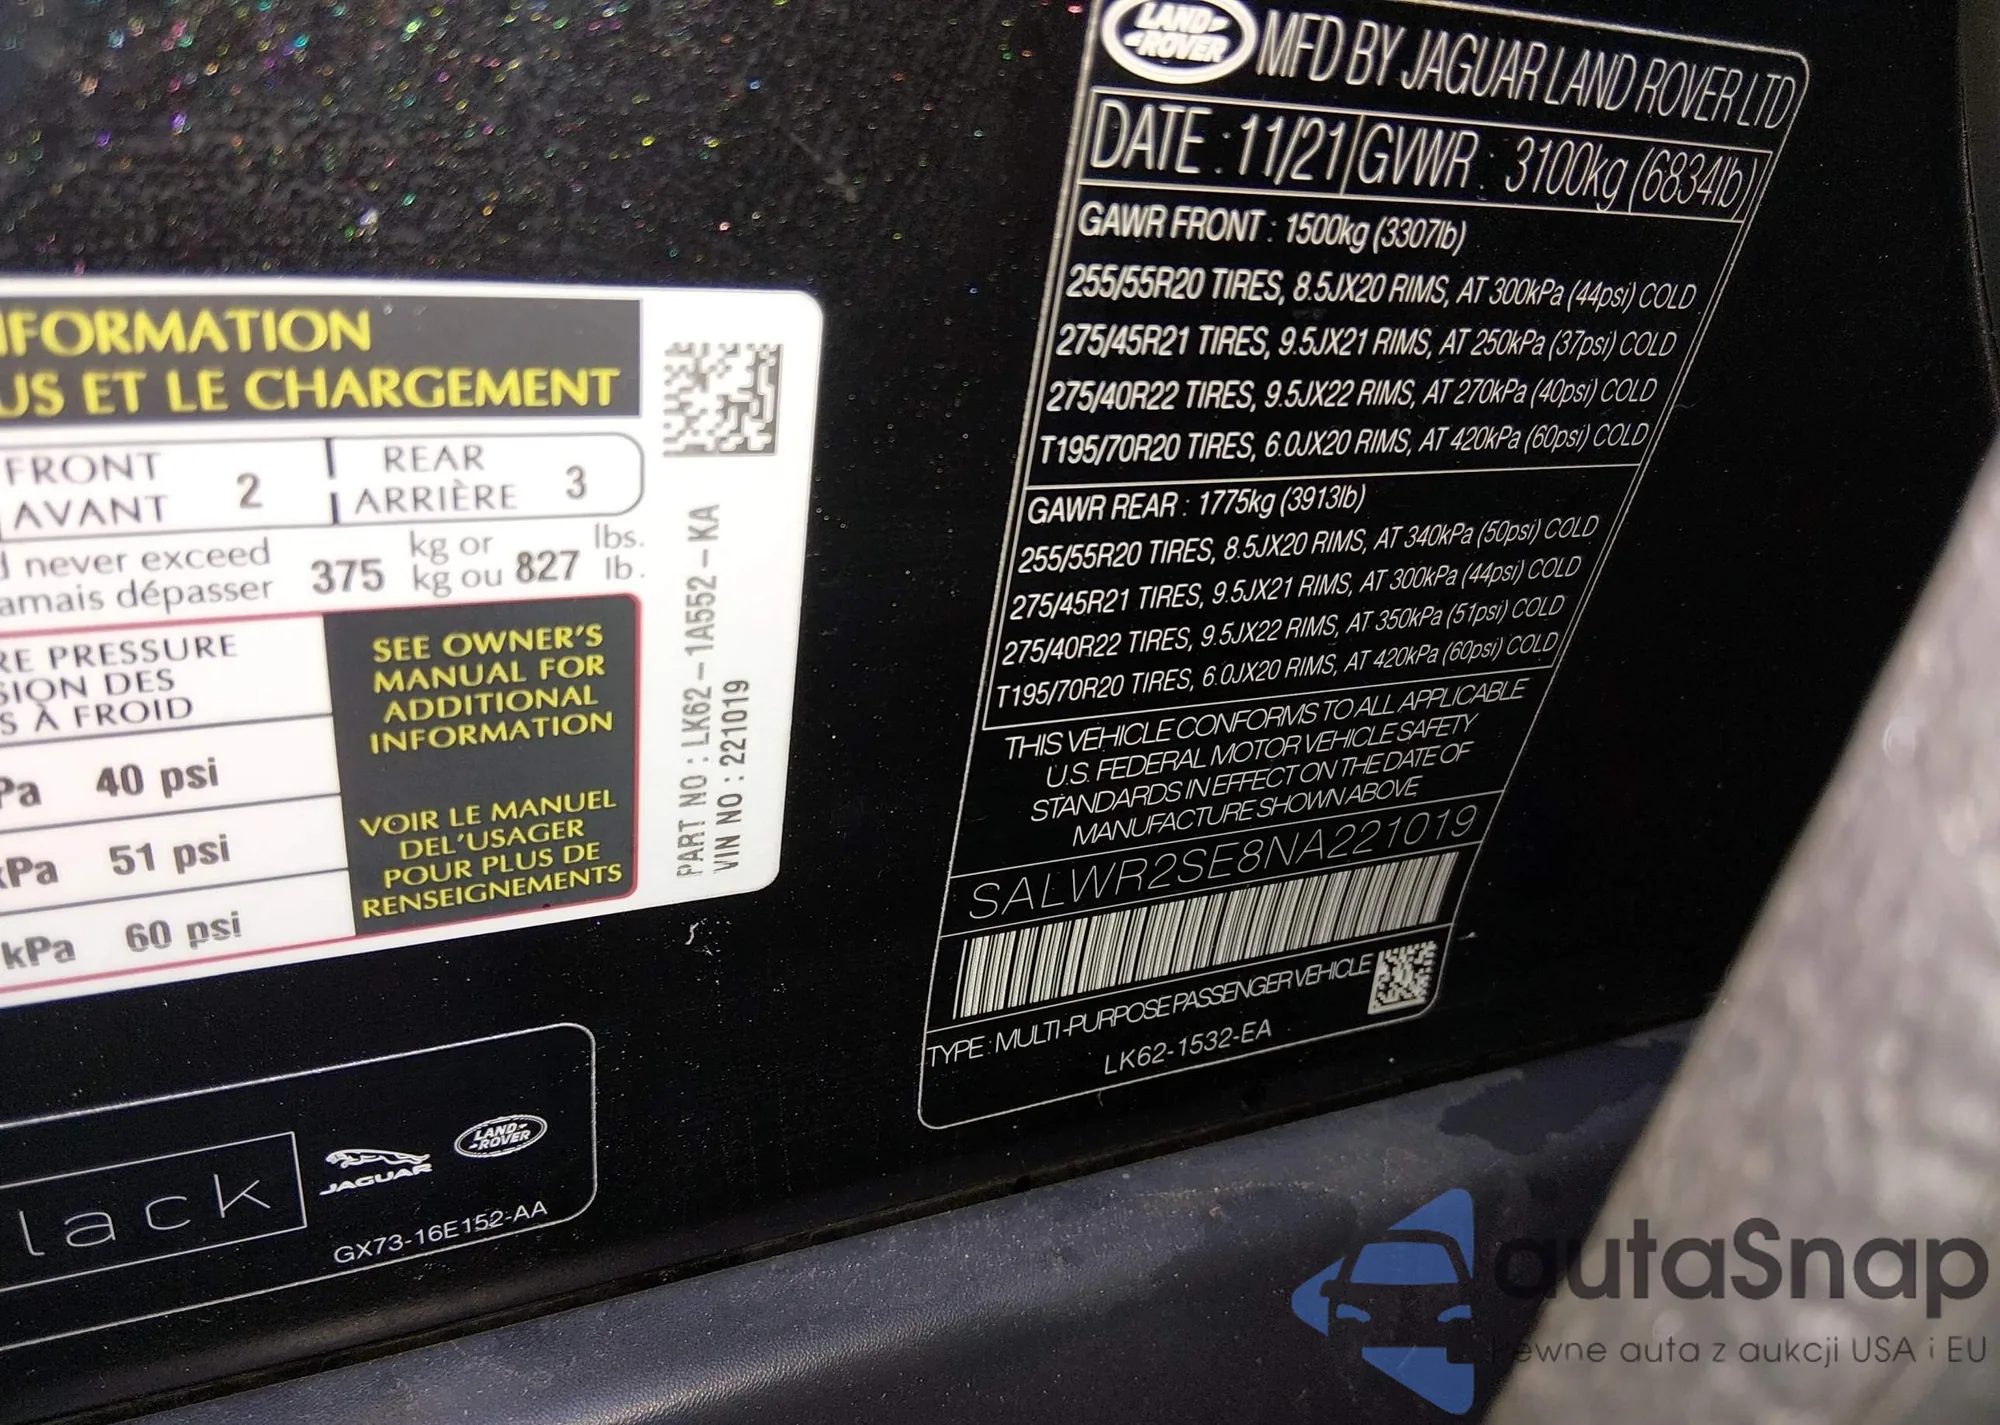 NFORMATION
US ET LE CHARGEMENT
FRONT
AVANT
2
REAR
ARRIÈRE
3
d never exceed
amais dépasser
375
kg or
kg ou
827
lbs.
lb.
RE PRESSURE
SION DES
S À FROID
SEE OWNER'S
MANUAL FOR
ADDITIONAL
INFORMATION
VOIR LE MANUEL
DEL'USAGER
POUR PLUS DE
RENSEIGNEMENTS
Pa 40 psi
kPa 51 psi
kPa 60 psi
PART NO : LK62-1A552-KA
VIN NO : 221019
lack
JAGUAR
LAND-
-ROVER
GX73-16E152-AA
LAND-
-ROVER
MFD BY JAGUAR LAND ROVER LTD
DATE : 11/21 GVWR : 3100kg (6834lb)
GAWR FRONT : 1500kg (3307lb)
255/55R20 TIRES, 8.5JX20 RIMS, AT 300kPa (44psi) COLD
275/45R21 TIRES, 9.5JX21 RIMS, AT 250kPa (37psi) COLD
275/40R22 TIRES, 9.5JX22 RIMS, AT 270kPa (40psi) COLD
T195/70R20 TIRES, 6.0JX20 RIMS, AT 420kPa (60psi) COLD
GAWR REAR : 1775kg (3913lb)
255/55R20 TIRES, 8.5JX20 RIMS, AT 340kPa (50psi) COLD
275/45R21 TIRES, 9.5JX21 RIMS, AT 300kPa (44psi) COLD
275/40R22 TIRES, 9.5JX22 RIMS, AT 350kPa (51psi) COLD
T195/70R20 TIRES, 6.0JX20 RIMS, AT 420kPa (60psi) COLD
THIS VEHICLE CONFORMS TO ALL APPLICABLE
U.S. FEDERAL MOTOR VEHICLE SAFETY
STANDARDS IN EFFECT ON THE DATE OF
MANUFACTURE SHOWN ABOVE
SALWR2SE8NA221019
TYPE : MULTI-PURPOSE PASSENGER VEHICLE
LK62-1532-EA
autaSnap
Pewne auta z aukcji USA i EU